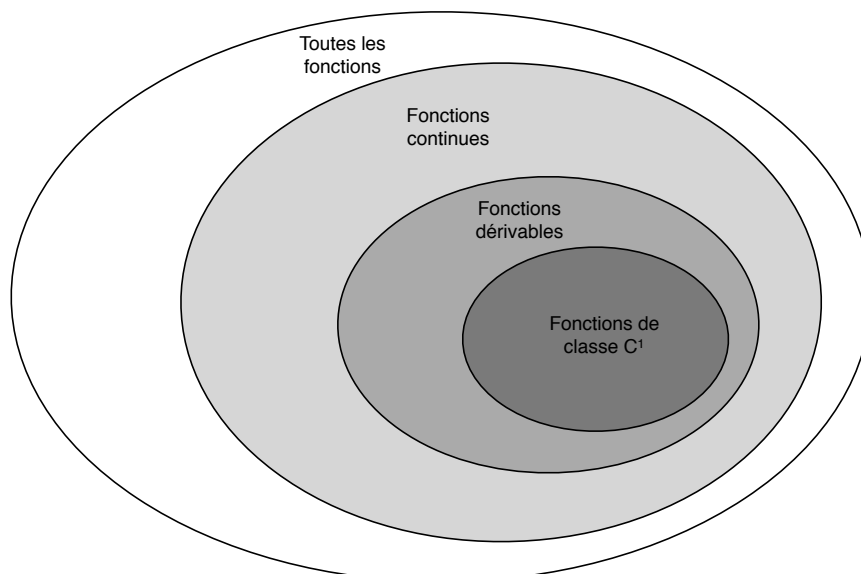 Toutes les
fonctions
Fonctions
continues
Fonctions
dérivables
Fonctions de
classe C¹